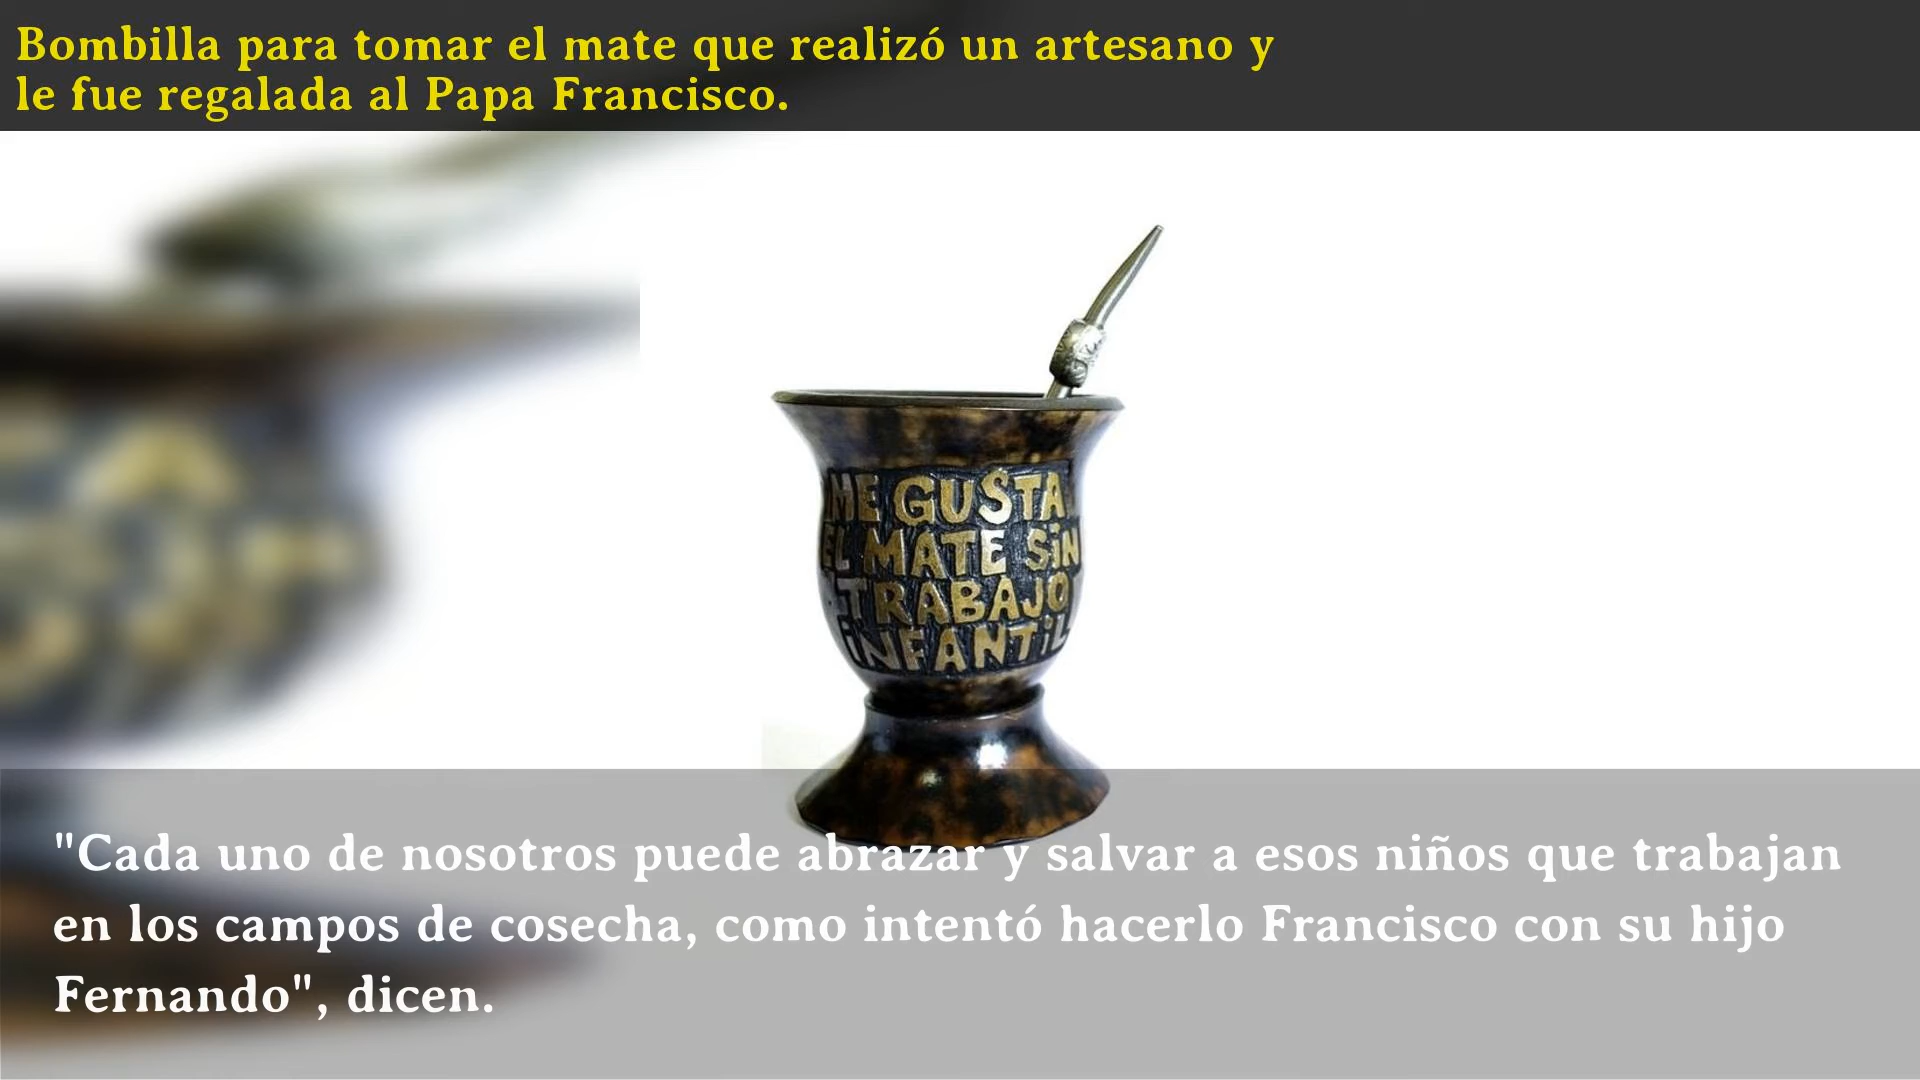 Bombilla para tomar el mate que realizó un artesano y
le fue regalada al Papa Francisco.
ME GUSTA
EL MATE SiN
TRABAJO
iNFANTiL
"Cada uno de nosotros puede abrazar y salvar a esos niños que trabajan
en los campos de cosecha, como intentó hacerlo Francisco con su hijo
Fernando", dicen.